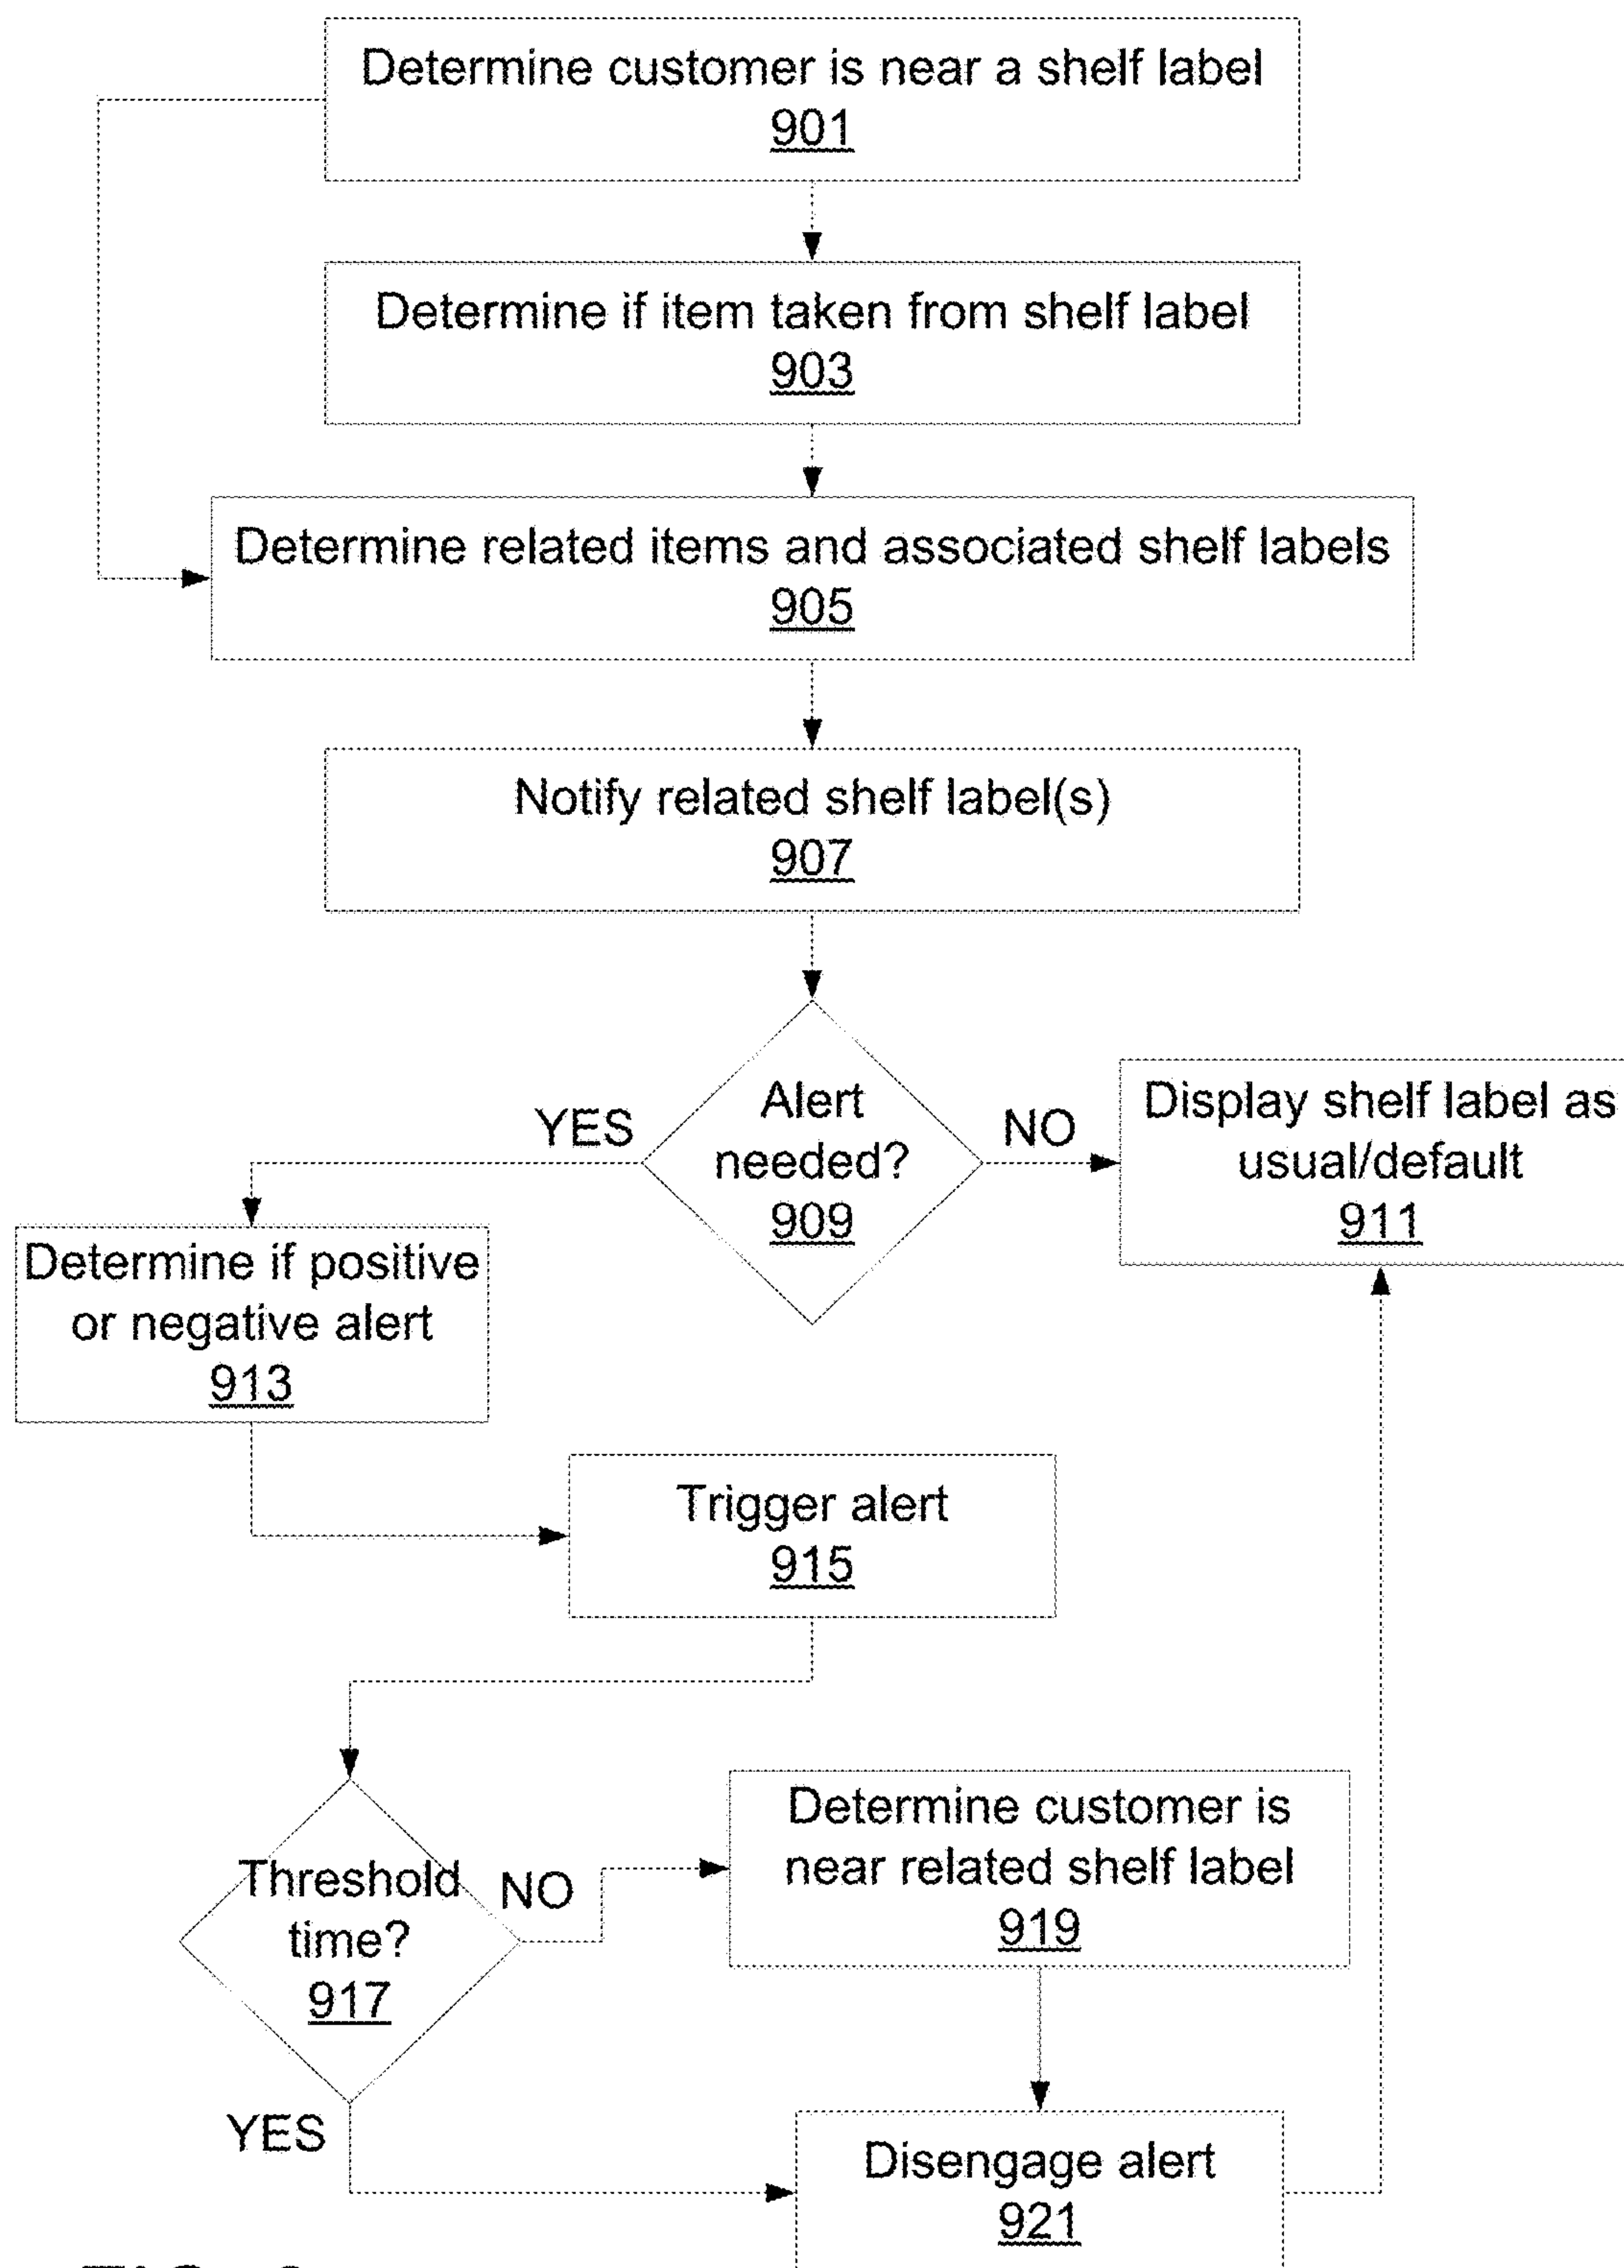 Determine customer is near a shelf label
901
Determine if item taken from shelf label
903
Determine related items and associated shelf labels
905
Notify related shelf label(s)
907
Alert
needed?
909
YES
NO
Display shelf label as
usual/default
911
Determine if positive
or negative alert
913
Trigger alert
915
Threshold
time?
917
NO
YES
Determine customer is
near related shelf label
919
Disengage alert
921